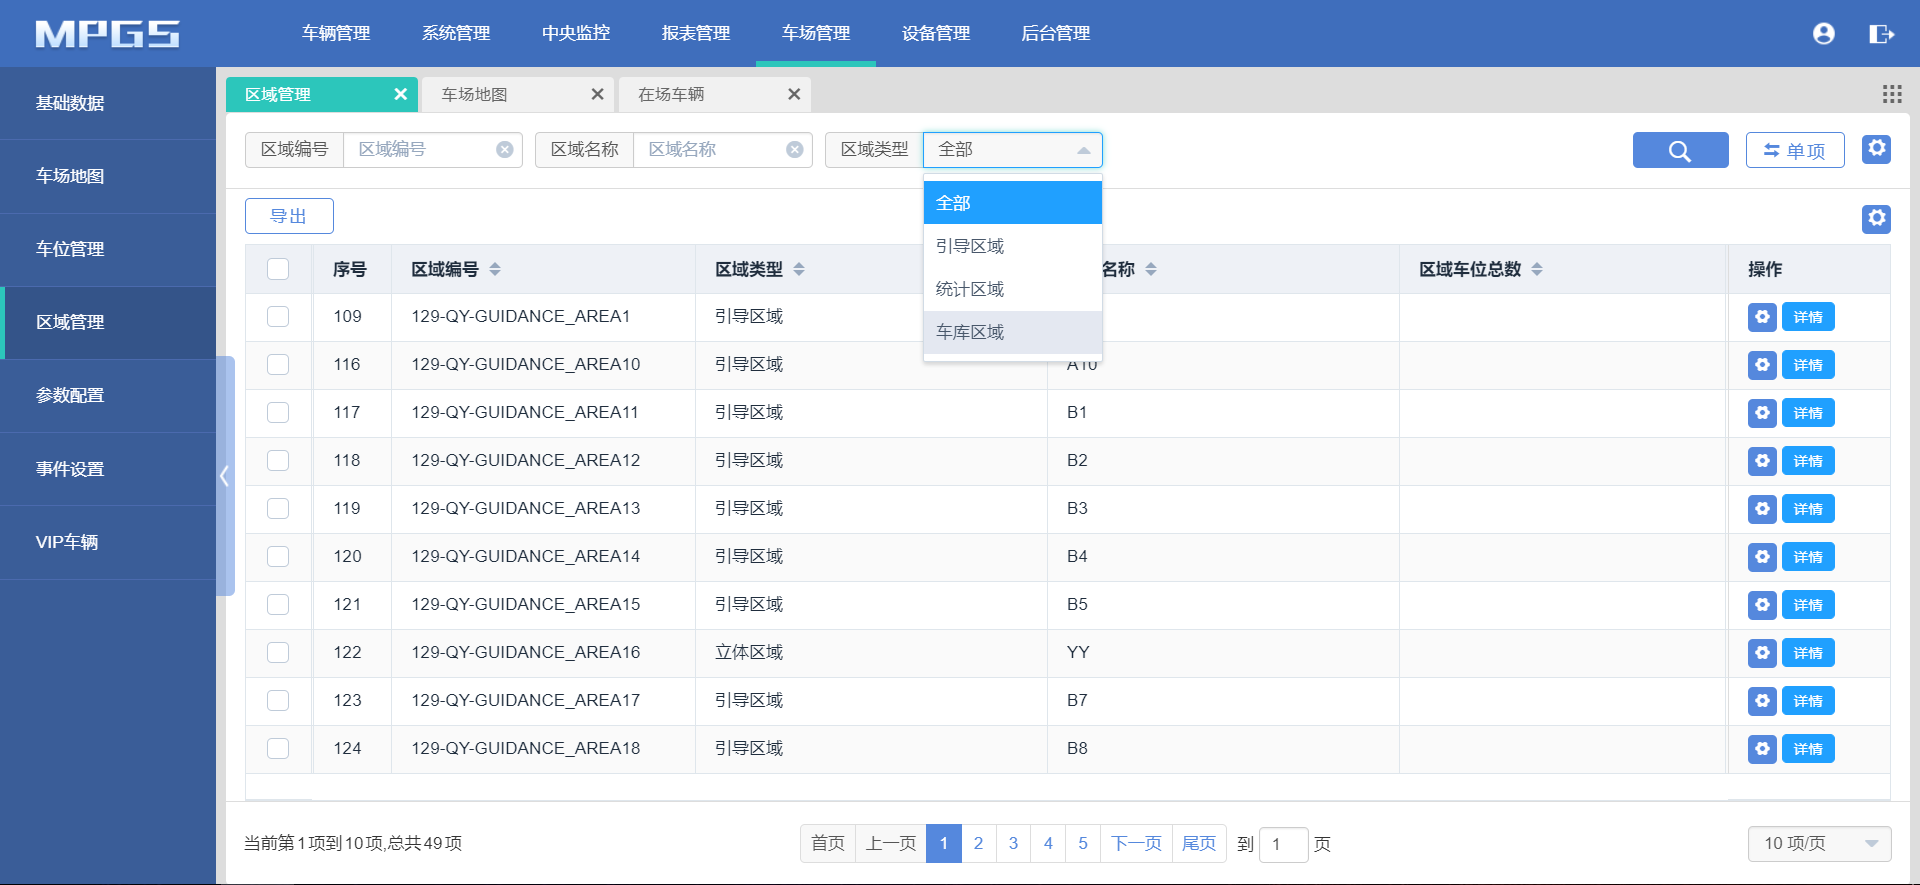 MPGS 车辆管理 系统管理 中央监控 报表管理 车场管理 设备管理 后台管理
基础数据
车场地图
车位管理
区域管理
参数配置
事件设置
VIP车辆
区域管理 车场地图 在场车辆
区域编号 区域编号 区域名称 区域名称 区域类型 全部 单项
全部
引导区域
统计区域
车库区域
导出
序号 区域编号 区域类型 名称 区域车位总数 操作
109 129-QY-GUIDANCE_AREA1 引导区域 详情
116 129-QY-GUIDANCE_AREA10 引导区域 A10 详情
117 129-QY-GUIDANCE_AREA11 引导区域 B1 详情
118 129-QY-GUIDANCE_AREA12 引导区域 B2 详情
119 129-QY-GUIDANCE_AREA13 引导区域 B3 详情
120 129-QY-GUIDANCE_AREA14 引导区域 B4 详情
121 129-QY-GUIDANCE_AREA15 引导区域 B5 详情
122 129-QY-GUIDANCE_AREA16 立体区域 YY 详情
123 129-QY-GUIDANCE_AREA17 引导区域 B7 详情
124 129-QY-GUIDANCE_AREA18 引导区域 B8 详情
当前第1项到10项,总共49项 首页 上一页 1 2 3 4 5 下一页 尾页 到 1 页 10 项/页